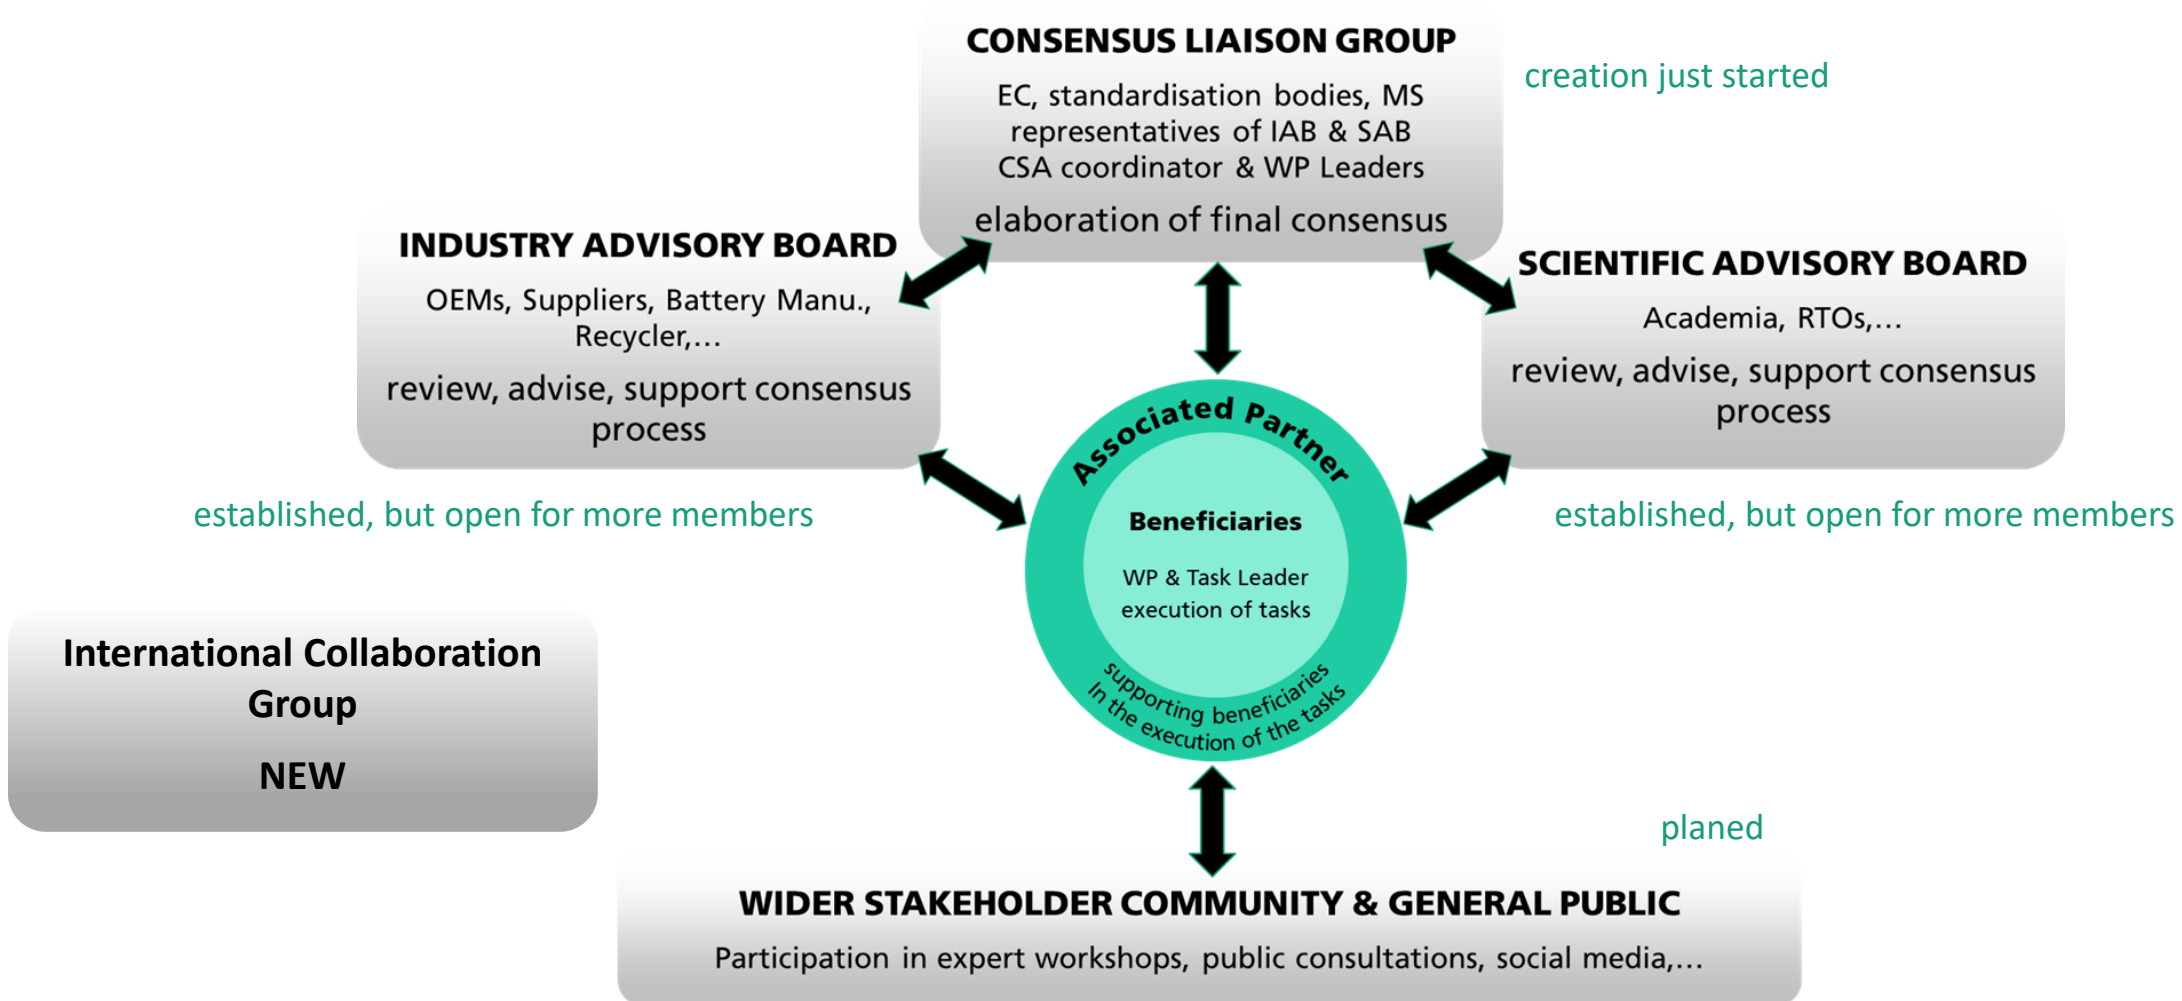 CONSENSUS LIAISON GROUP
EC, standardisation bodies, MS
representatives of IAB & SAB
CSA coordinator & WP Leaders
elaboration of final consensus
creation just started
INDUSTRY ADVISORY BOARD
OEMs, Suppliers, Battery Manu.,
Recycler,...
review, advise, support consensus
process
established, but open for more members
SCIENTIFIC ADVISORY BOARD
Academia, RTOs,...
review, advise, support consensus
process
established, but open for more members
Associated Partner
Beneficiaries
WP & Task Leader
execution of tasks
supporting beneficiaries
In the execution of the tasks
International Collaboration
Group
NEW
planed
WIDER STAKEHOLDER COMMUNITY & GENERAL PUBLIC
Participation in expert workshops, public consultations, social media,...